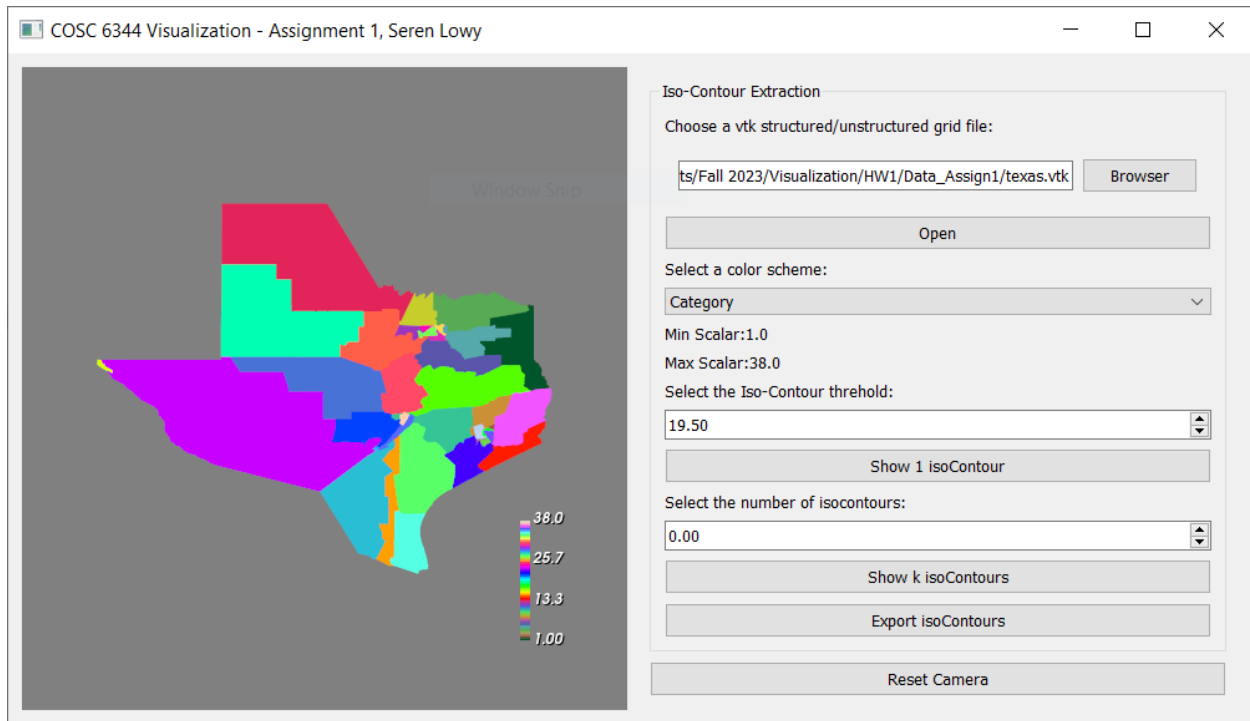 COSC 6344 Visualization - Assignment 1, Seren Lowy
Iso-Contour Extraction
Choose a vtk structured/unstructured grid file:
ts/Fall 2023/Visualization/HW1/Data_Assign1/texas.vtk
Browser
Window Snip
Open
Select a color scheme:
Category
Min Scalar:1.0
Max Scalar:38.0
Select the Iso-Contour threhold:
19.50
Show 1 isoContour
Select the number of isocontours:
0.00
Show k isoContours
Export isoContours
Reset Camera
38.0
25.7
13.3
1.00